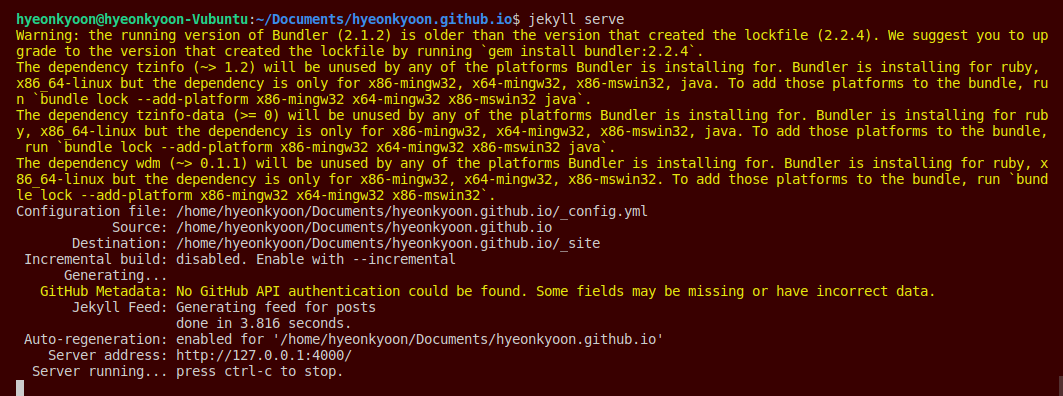 hyeonkyoon@hyeonkyoon-Vubuntu:~/Documents/hyeonkyoon.github.io$ jekyll serve
Warning: the running version of Bundler (2.1.2) is older than the version that created the lockfile (2.2.4). We suggest you to up
grade to the version that created the lockfile by running `gem install bundler:2.2.4`.
The dependency tzinfo (~> 1.2) will be unused by any of the platforms Bundler is installing for. Bundler is installing for ruby,
x86_64-linux but the dependency is only for x86-mingw32, x64-mingw32, x86-mswin32, java. To add those platforms to the bundle, ru
n `bundle lock --add-platform x86-mingw32 x64-mingw32 x86-mswin32 java`.
The dependency tzinfo-data (>= 0) will be unused by any of the platforms Bundler is installing for. Bundler is installing for rub
y, x86_64-linux but the dependency is only for x86-mingw32, x64-mingw32, x86-mswin32, java. To add those platforms to the bundle,
 run `bundle lock --add-platform x86-mingw32 x64-mingw32 x86-mswin32 java`.
The dependency wdm (~> 0.1.1) will be unused by any of the platforms Bundler is installing for. Bundler is installing for ruby, x
86_64-linux but the dependency is only for x86-mingw32, x64-mingw32, x86-mswin32. To add those platforms to the bundle, run `bund
le lock --add-platform x86-mingw32 x64-mingw32 x86-mswin32`.
Configuration file: /home/hyeonkyoon/Documents/hyeonkyoon.github.io/_config.yml
            Source: /home/hyeonkyoon/Documents/hyeonkyoon.github.io
       Destination: /home/hyeonkyoon/Documents/hyeonkyoon.github.io/_site
 Incremental build: disabled. Enable with --incremental
      Generating...
   GitHub Metadata: No GitHub API authentication could be found. Some fields may be missing or have incorrect data.
       Jekyll Feed: Generating feed for posts
                    done in 3.816 seconds.
 Auto-regeneration: enabled for '/home/hyeonkyoon/Documents/hyeonkyoon.github.io'
    Server address: http://127.0.0.1:4000/
  Server running... press ctrl-c to stop.